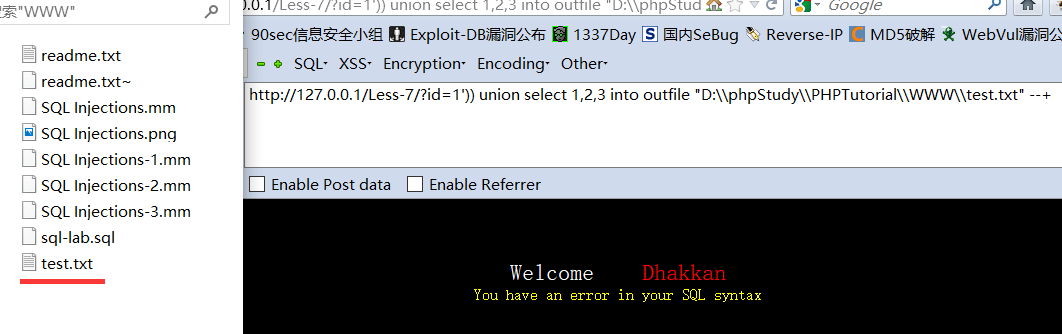 搜索"WWW"
readme.txt
readme.txt~
SQL Injections.mm
SQL Injections.png
SQL Injections-1.mm
SQL Injections-2.mm
SQL Injections-3.mm
sql-lab.sql
test.txt
0.0.1/Less-7/?id=1')) union select 1,2,3 into outfile "D:\\phpStud
Google
90sec信息安全小组 Exploit-DB漏洞公布 1337Day 国内SeBug Reverse-IP MD5破解 WebVul漏洞公
SQL XSS Encryption Encoding Other
http://127.0.0.1/Less-7/?id=1')) union select 1,2,3 into outfile "D:\\phpStudy\\PHPTutorial\\WWW\\test.txt" --+
Enable Post data Enable Referrer
Welcome Dhakkan
You have an error in your SQL syntax